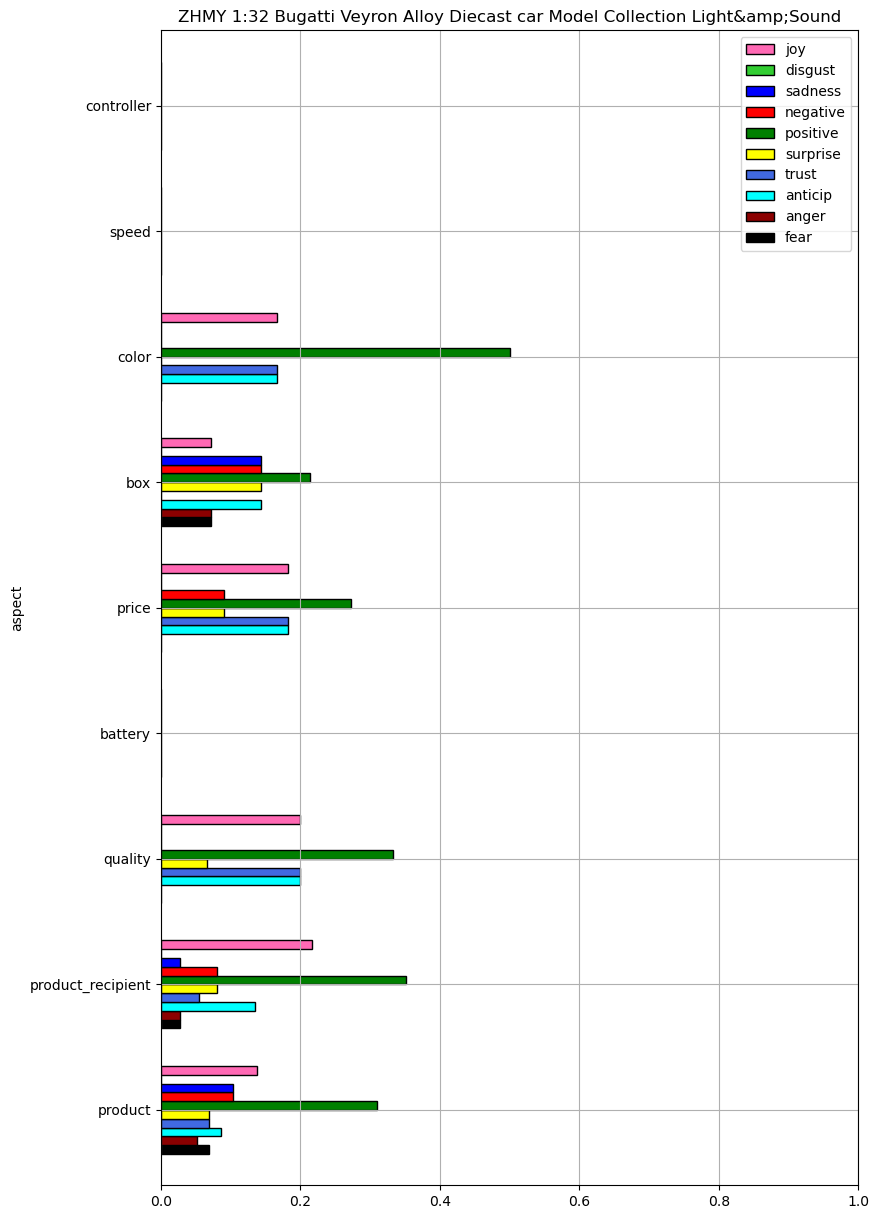 ZHMY 1:32 Bugatti Veyron Alloy Diecast car Model Collection Light&amp;Sound
joy
disgust
sadness
negative
positive
surprise
trust
anticip
anger
fear
controller
speed
color
box
price
battery
quality
product_recipient
product
aspect
0.0 0.2 0.4 0.6 0.8 1.0